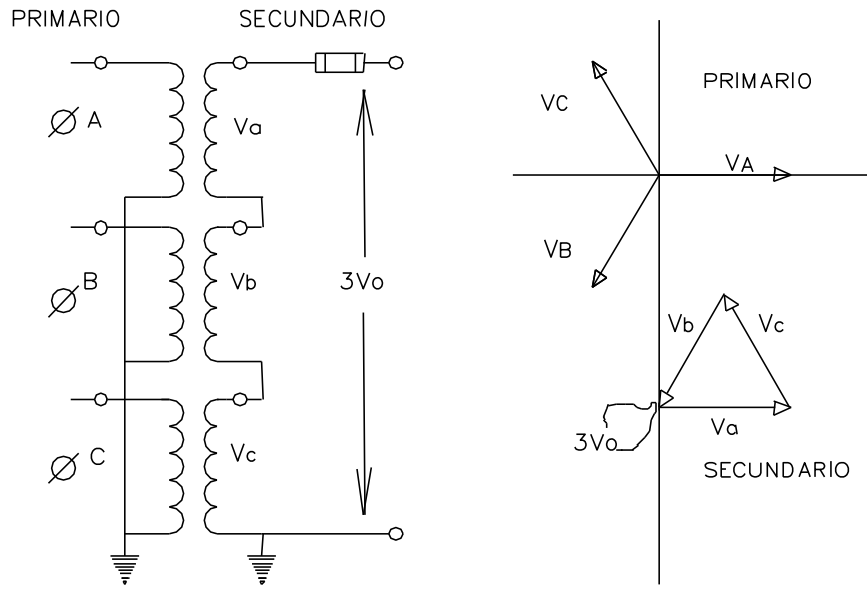 PRIMARIO
SECUNDARIO
A
Va
B
Vb
3Vo
C
Vc
PRIMARIO
VC
VA
VB
Vb
Vc
Va
3Vo
SECUNDARIO